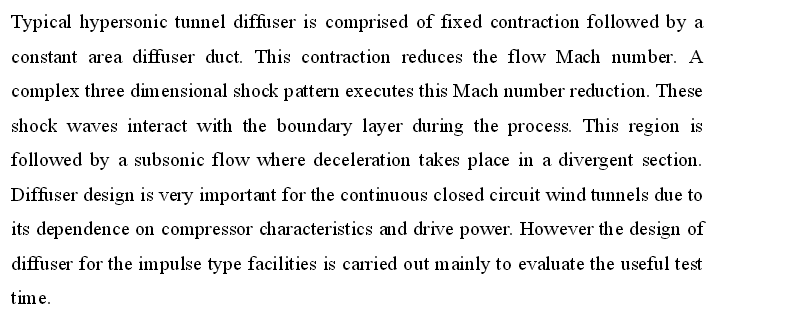 Typical hypersonic tunnel diffuser is comprised of fixed contraction followed by a
constant area diffuser duct. This contraction reduces the flow Mach number. A
complex three dimensional shock pattern executes this Mach number reduction. These
shock waves interact with the boundary layer during the process. This region is
followed by a subsonic flow where deceleration takes place in a divergent section.
Diffuser design is very important for the continuous closed circuit wind tunnels due to
its dependence on compressor characteristics and drive power. However the design of
diffuser for the impulse type facilities is carried out mainly to evaluate the useful test
time.